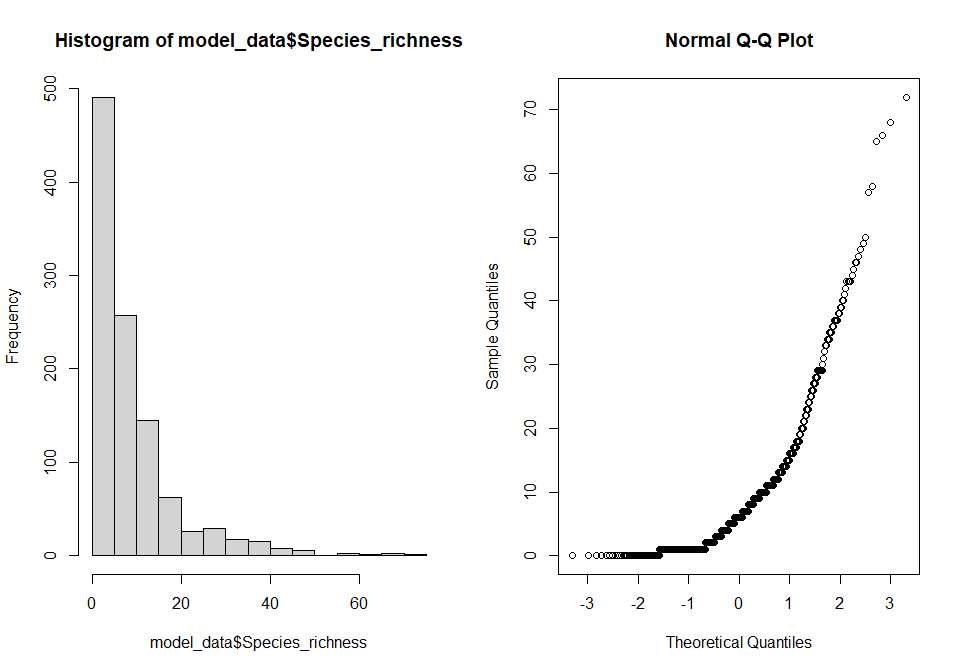 Histogram of model_data$Species_richness
Frequency
500
400
300
200
100
0
0 20 40 60
model_data$Species_richness
Normal Q-Q Plot
Sample Quantiles
70
60
50
40
30
20
10
0
-3 -2 -1 0 1 2 3
Theoretical Quantiles